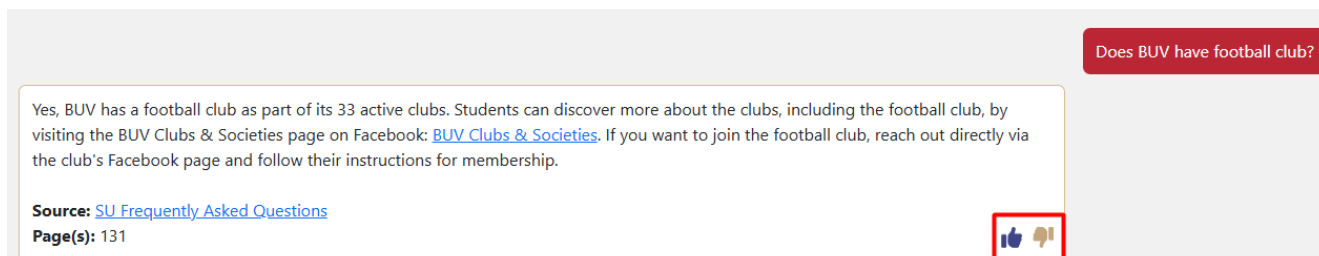 Does BUV have football club?
Yes, BUV has a football club as part of its 33 active clubs. Students can discover more about the clubs, including the football club, by
visiting the BUV Clubs & Societies page on Facebook: BUV Clubs & Societies. If you want to join the football club, reach out directly via
the club's Facebook page and follow their instructions for membership.
Source: SU Frequently Asked Questions
Page(s): 131